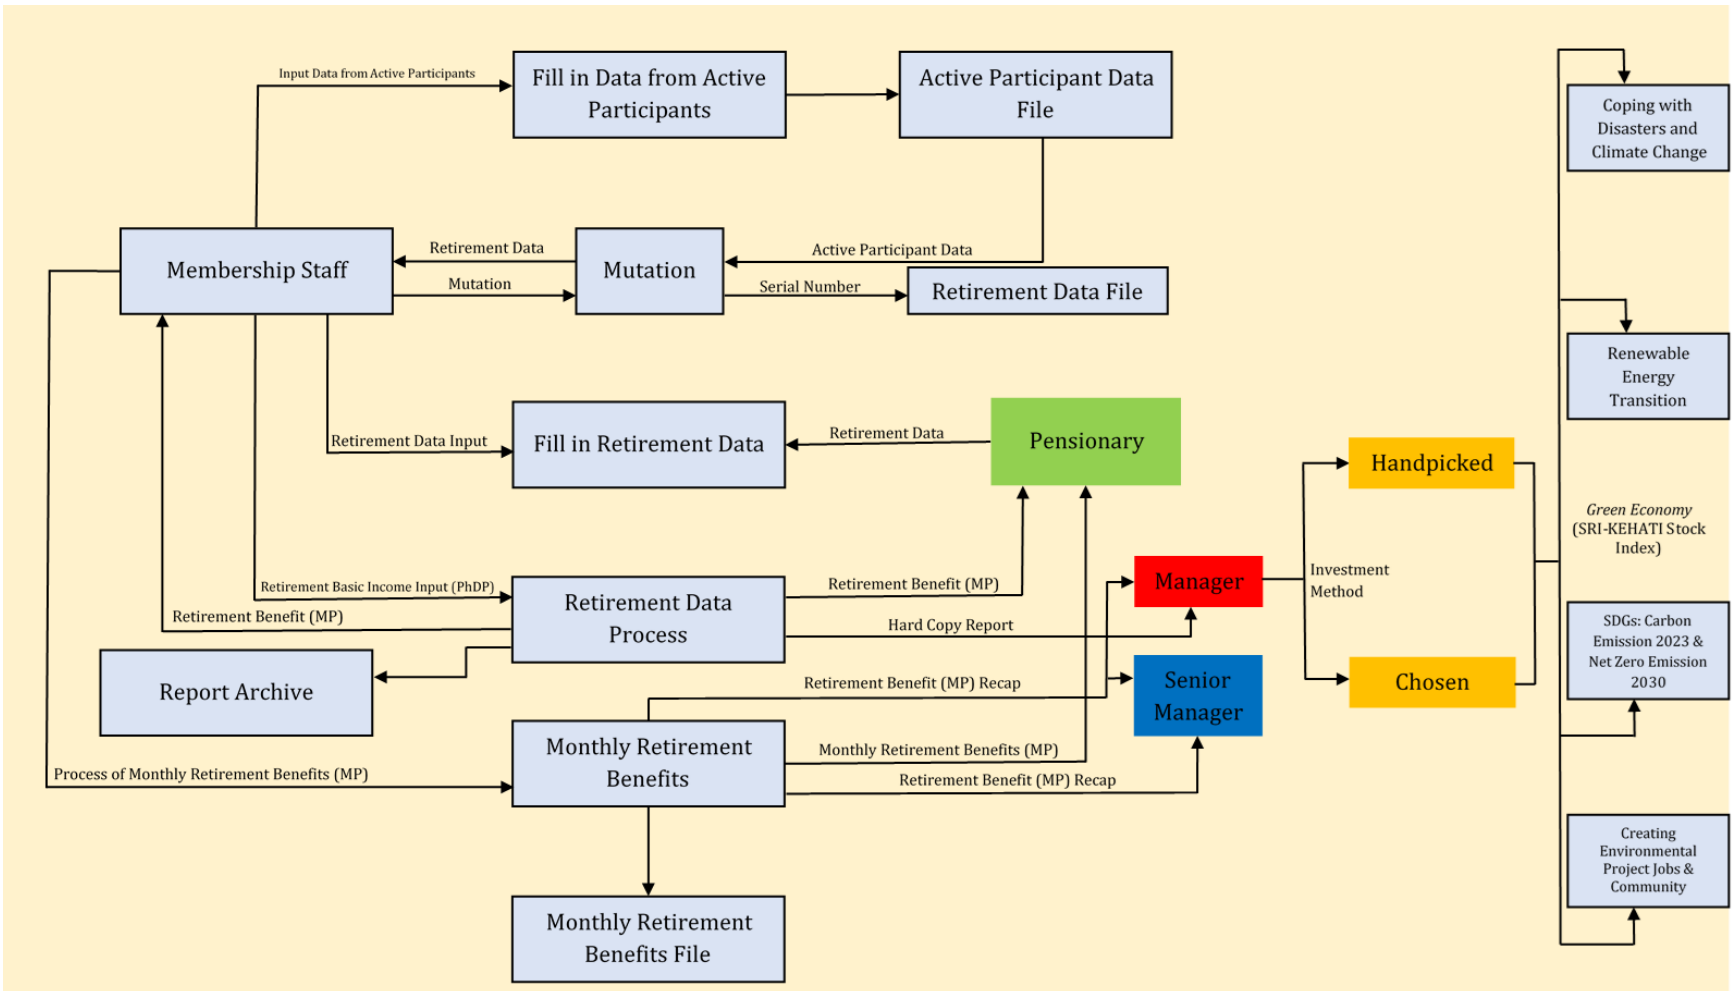 Input Data from Active Participants
Fill in Data from Active
Participants
Active Participant Data
File
Coping with
Disasters and
Climate Change
Membership Staff
Retirement Data
Mutation
Mutation
Active Participant Data
Serial Number
Retirement Data File
Renewable
Energy
Transition
Retirement Data Input
Fill in Retirement Data
Retirement Data
Pensionary
Handpicked
Green Economy
(SRI-KEHATI Stock
Index)
Retirement Basic Income Input (PhDP)
Retirement Benefit (MP)
Retirement Data
Process
Retirement Benefit (MP)
Hard Copy Report
Manager
Investment
Method
SDGs: Carbon
Emission 2023 &
Net Zero Emission
2030
Report Archive
Retirement Benefit (MP) Recap
Senior
Manager
Chosen
Process of Monthly Retirement Benefits (MP)
Monthly Retirement
Benefits
Monthly Retirement Benefits (MP)
Retirement Benefit (MP) Recap
Creating
Environmental
Project Jobs &
Community
Monthly Retirement
Benefits File